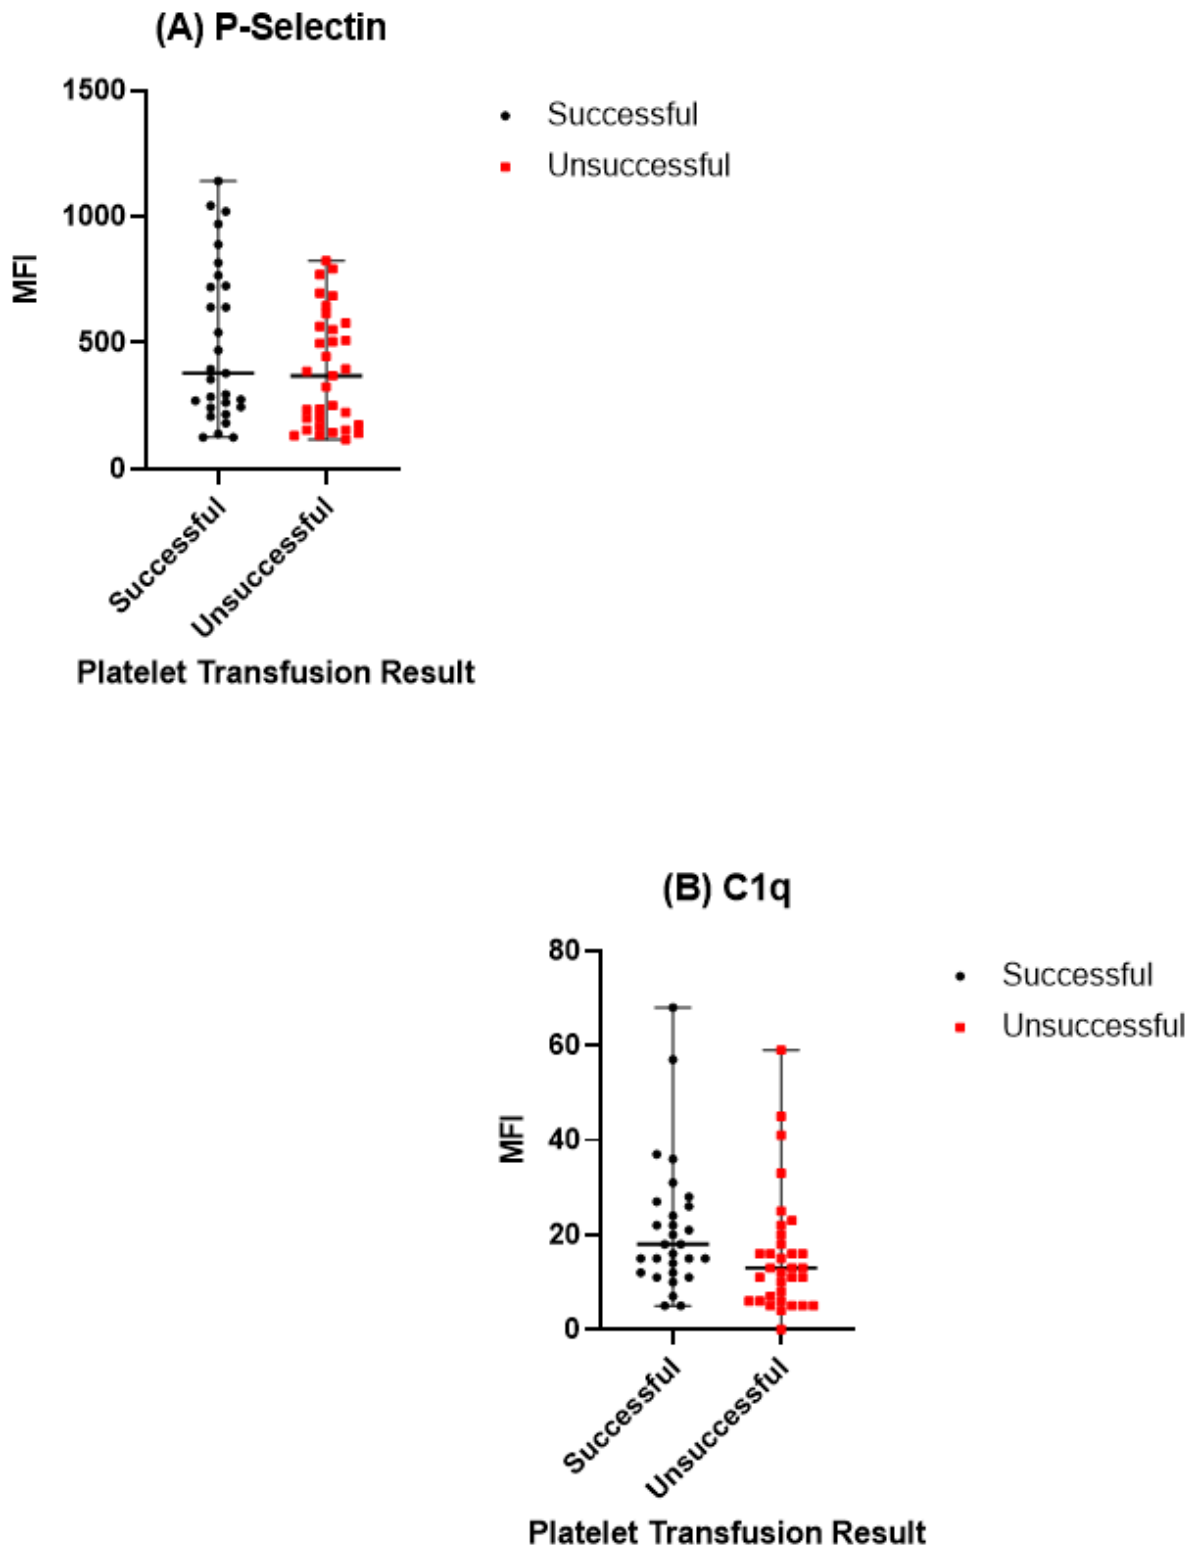 (A) P-Selectin
1500
1000
500
0
MFI
Successful
Unsuccessful
Successful
Unsuccessful
Platelet Transfusion Result
(B) C1q
80
60
40
20
0
MFI
Successful
Unsuccessful
Successful
Unsuccessful
Platelet Transfusion Result